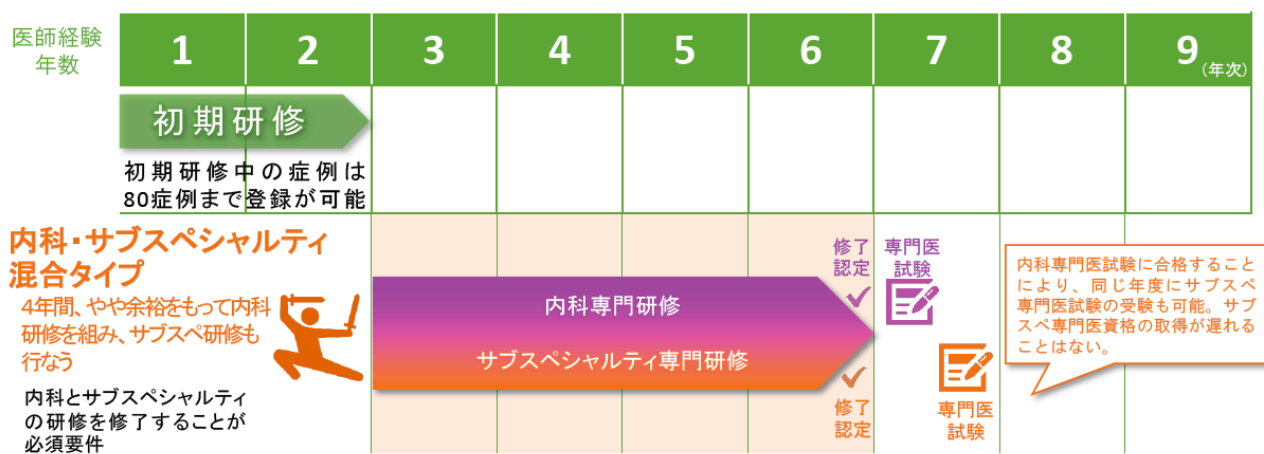 医師経験
年数
1 2 3 4 5 6 7 8 9(年次)
初期研修
初期研修中の症例は
80症例まで登録が可能
内科・サブスペシャルティ
混合タイプ
4年間、やや余裕をもって内科
研修を組み、サブスペ研修も
行なう
内科とサブスペシャルティ
の研修を修了することが
必須要件
内科専門研修
サブスペシャルティ専門研修
修了
認定
修了
認定
専門医
試験
専門医
試験
内科専門医試験に合格すること
により、同じ年度にサブスペ
専門医試験の受験も可能。サブ
スペ専門医資格の取得が遅れる
ことはない。